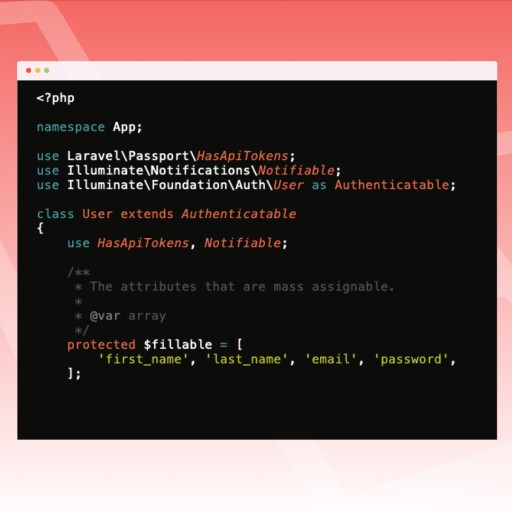 <?php
namespace App;
use Laravel\Passport\HasApiTokens;
use Illuminate\Notifications\Notifiable;
use Illuminate\Foundation\Auth\User as Authenticatable;
class User extends Authenticatable
{
    use HasApiTokens, Notifiable;
    /**
     * The attributes that are mass assignable.
     *
     * @var array
     */
    protected $fillable = [
        'first_name', 'last_name', 'email', 'password',
    ];